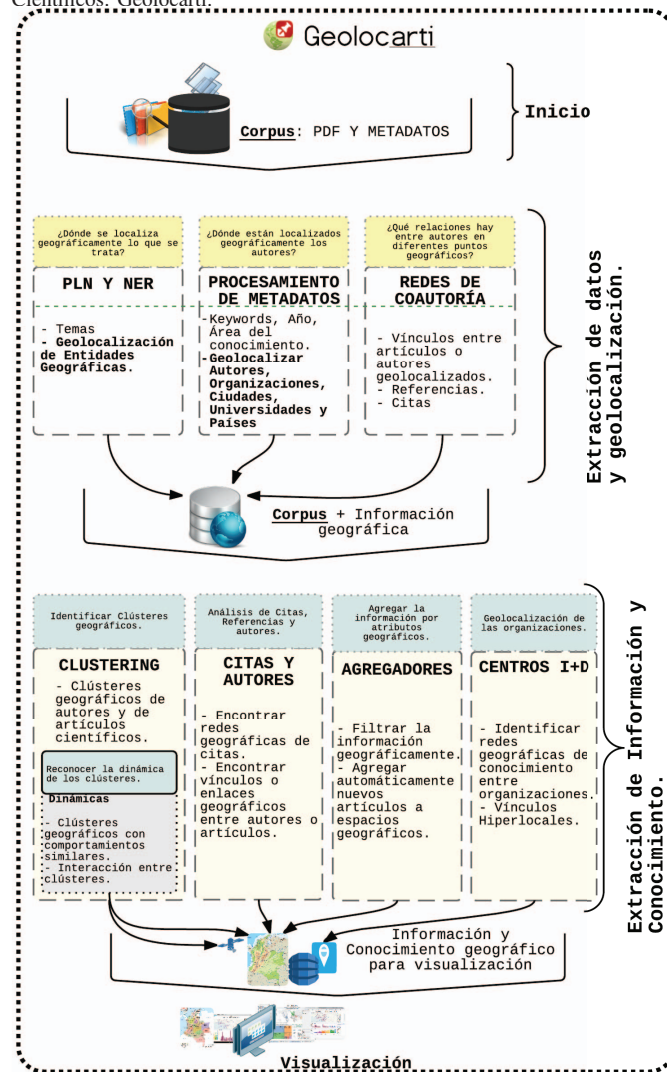 Científicos: Geolocarti.
Geolocarti
Corpus: PDF Y METADATOS
Inicio
¿Dónde se localiza
geográficamente lo que se
trata?
PLN Y NER
- Temas
- Geolocalización
de Entidades
Geográficas.
¿Dónde están localizados
geográficamente los
autores?
PROCESAMIENTO
DE METADATOS
-Keywords, Año,
Área del
conocimiento.
-Geolocalizar
Autores,
Organizaciones,
Ciudades,
Universidades y
Países
¿Qué relaciones hay
entre autores en
diferentes puntos
geográficos?
REDES DE
COAUTORÍA
- Vínculos entre
artículos o
autores
geolocalizados.
- Referencias.
- Citas
Extracción de datos
y geolocalización.
Corpus + Información
geográfica
Identificar Clústeres
geográficos.
CLUSTERING
- Clústeres
geográficos de
autores y de
artículos
científicos.
Reconocer la dinámica
de los clústeres.
Dinámicas
- Clústeres
geográficos con
comportamientos
similares.
- Interacción entre
clústeres.
Análisis de Citas,
Referencias y
autores.
CITAS Y
AUTORES
- Encontrar
redes
geográficas de
citas.
- Encontrar
vínculos o
enlaces
geográficos
entre autores o
artículos.
Agregar la
información por
atributos
geográficos.
AGREGADORES
- Filtrar la
información
geográficamente.
- Agregar
automáticamente
nuevos
artículos a
espacios
geográficos.
Geolocalización de
las organizaciones.
CENTROS I+D
- Identificar
redes
geográficas de
conocimiento
entre
organizaciones.
- Vínculos
Hiperlocales.
Extracción de Información y
Conocimiento.
Información y
Conocimiento geográfico
para visualización
Visualización